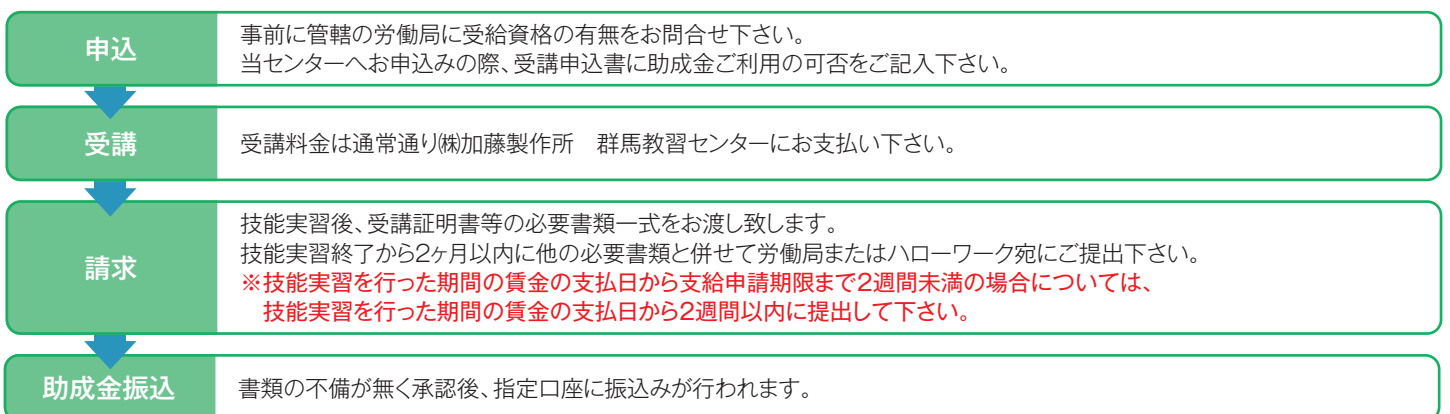 申込
事前に管轄の労働局に受給資格の有無をお問合せ下さい。
当センターへお申込みの際、受講申込書に助成金ご利用の可否をご記入下さい。
受講
受講料金は通常通り㈱加藤製作所　群馬教習センターにお支払い下さい。
請求
技能実習後、受講証明書等の必要書類一式をお渡し致します。
技能実習終了から2ヶ月以内に他の必要書類と併せて労働局またはハローワーク宛にご提出下さい。
※技能実習を行った期間の賃金の支払日から支給申請期限まで2週間未満の場合については、
技能実習を行った期間の賃金の支払日から2週間以内に提出して下さい。
助成金振込
書類の不備が無く承認後、指定口座に振込みが行われます。